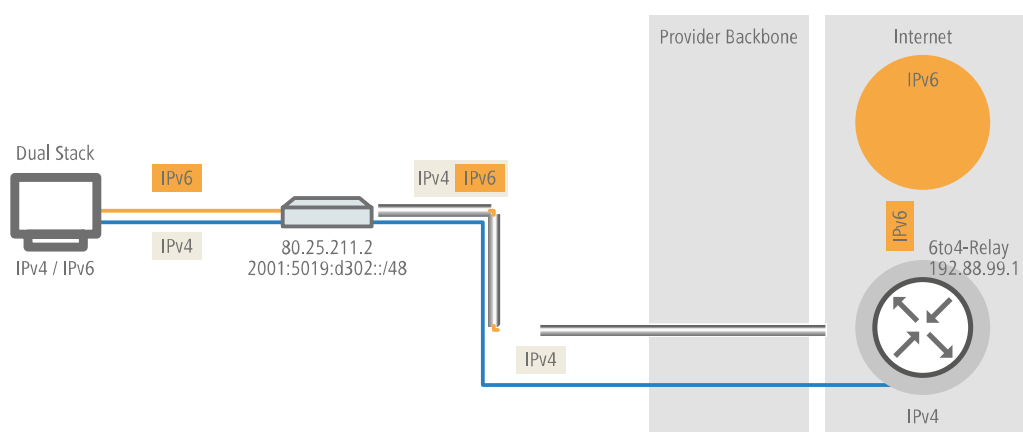 Provider Backbone
Internet
IPv6
Dual Stack
IPv6
IPv4 IPv6
IPv4
IPv6
80.25.211.2
2001:5019:d302::/48
6to4-Relay
192.88.99.1
IPv4 / IPv6
IPv4
IPv4